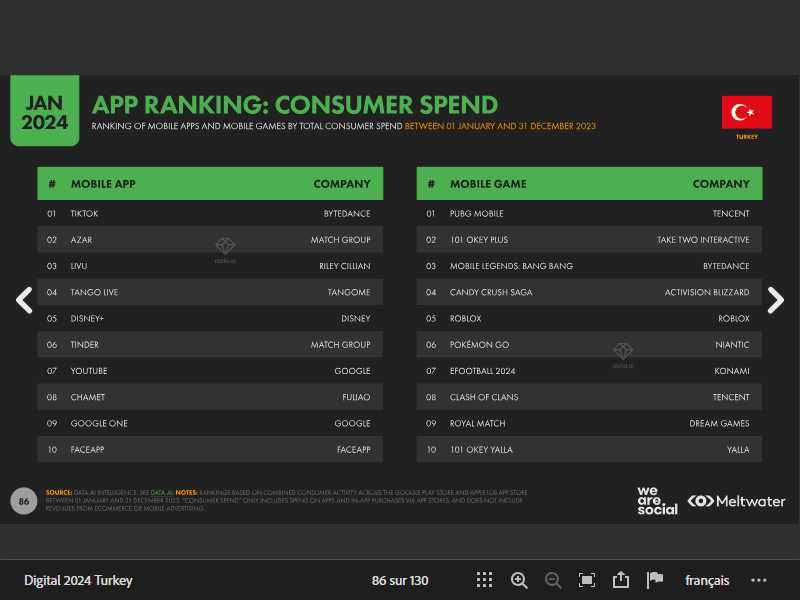 JAN
2024
APP RANKING: CONSUMER SPEND
RANKING OF MOBILE APPS AND MOBILE GAMES BY TOTAL CONSUMER SPEND BETWEEN 01 JANUARY AND 31 DECEMBER 2023
TURKEY
# MOBILE APP COMPANY
01 TIKTOK BYTEDANCE
02 AZAR MATCH GROUP
03 LIVU RILEY CILLIAN
04 TANGO LIVE TANGOME
05 DISNEY+ DISNEY
06 TINDER MATCH GROUP
07 YOUTUBE GOOGLE
08 CHAMET FULIAO
09 GOOGLE ONE GOOGLE
10 FACEAPP FACEAPP
data.ai
# MOBILE GAME COMPANY
01 PUBG MOBILE TENCENT
02 101 OKEY PLUS TAKE TWO INTERACTIVE
03 MOBILE LEGENDS: BANG BANG BYTEDANCE
04 CANDY CRUSH SAGA ACTIVISION BLIZZARD
05 ROBLOX ROBLOX
06 POKÉMON GO NIANTIC
07 EFOOTBALL 2024 KONAMI
08 CLASH OF CLANS TENCENT
09 ROYAL MATCH DREAM GAMES
10 101 OKEY YALLA YALLA
data.ai
86
SOURCE: DATA.AI INTELLIGENCE. SEE DATA.AI. NOTES: RANKINGS BASED ON COMBINED CONSUMER ACTIVITY ACROSS THE GOOGLE PLAY STORE AND APPLE IOS APP STORE
BETWEEN 01 JANUARY AND 31 DECEMBER 2023. "CONSUMER SPEND" ONLY INCLUDES SPEND ON APPS AND IN-APP PURCHASES VIA APP STORES, AND DOES NOT INCLUDE
REVENUES FROM ECOMMERCE OR MOBILE ADVERTISING.
we
are.
social
Meltwater
Digital 2024 Turkey
86 sur 130
français